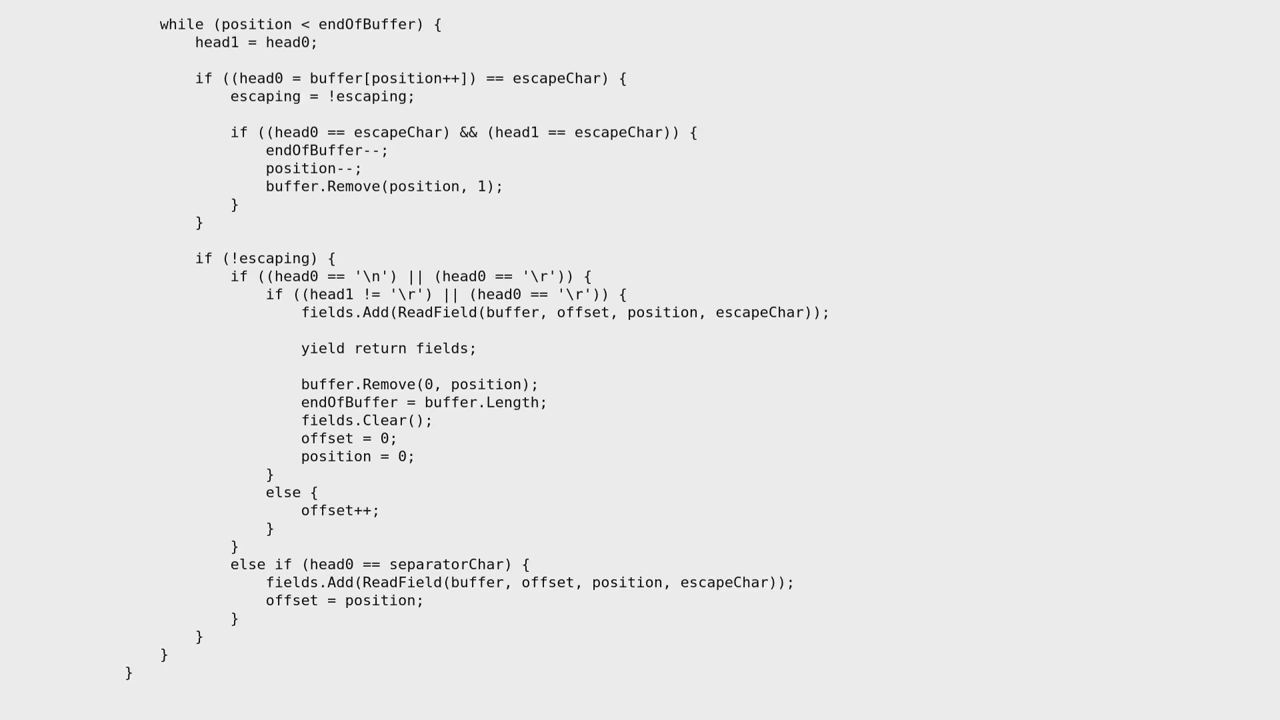 while (position < endOfBuffer) {
head1 = head0;
if ((head0 = buffer[position++]) == escapeChar) {
escaping = !escaping;
if ((head0 == escapeChar) && (head1 == escapeChar)) {
endOfBuffer--;
position--;
buffer.Remove(position, 1);
}
}
if (!escaping) {
if ((head0 == '\n') || (head0 == '\r')) {
if ((head1 != '\r') || (head0 == '\r')) {
fields.Add(ReadField(buffer, offset, position, escapeChar));
yield return fields;
buffer.Remove(0, position);
endOfBuffer = buffer.Length;
fields.Clear();
offset = 0;
position = 0;
}
else {
offset++;
}
}
else if (head0 == separatorChar) {
fields.Add(ReadField(buffer, offset, position, escapeChar));
offset = position;
}
}
}
}